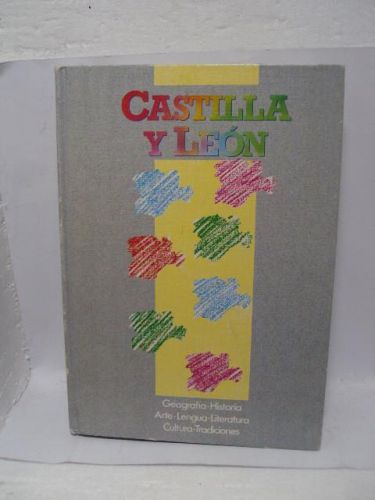 CASTILLA
Y LEÓN
Geografía-Historia
Arte-Lengua-Literatura
Cultura-Tradiciones